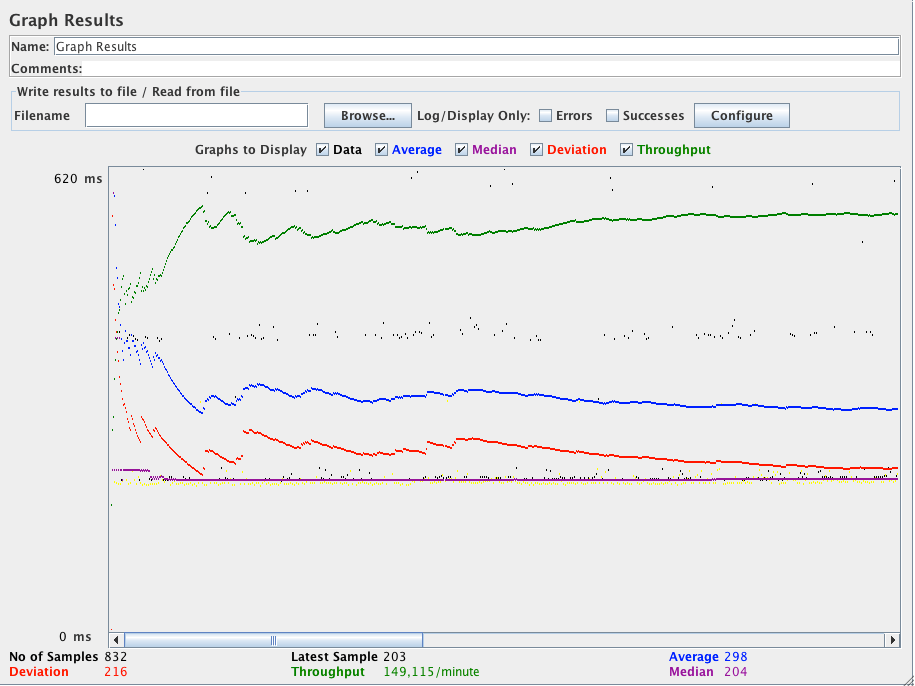 Graph Results
Name: Graph Results
Comments:
Write results to file / Read from file
Filename Browse... Log/Display Only: Errors Successes Configure
Graphs to Display Data Average Median Deviation Throughput
620 ms
0 ms
No of Samples 832 Latest Sample 203 Average 298
Deviation 216 Throughput 149,115/minute Median 204